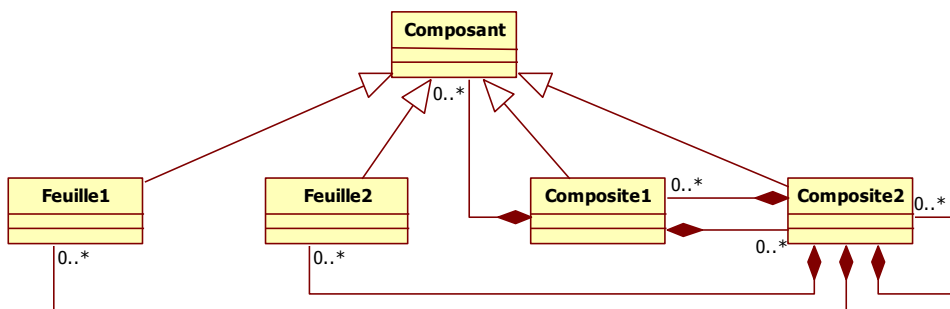 Composant
0..*
Feuille1
Feuille2
Composite1
0..*
Composite2
0..*
0..*
0..*
0..*